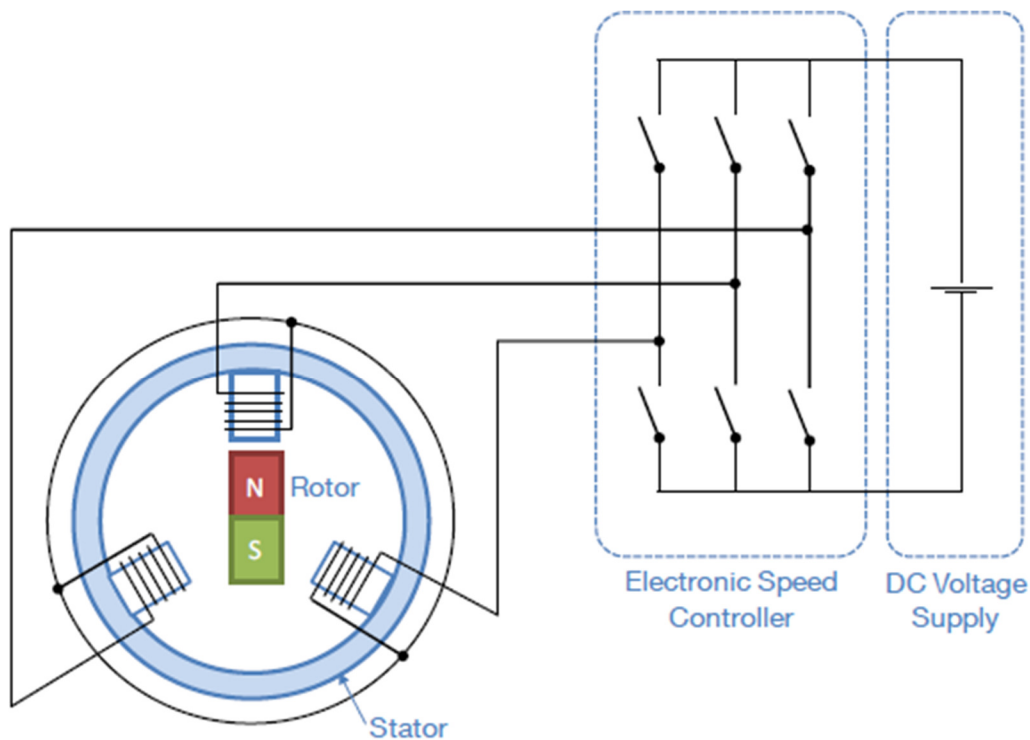 N
Rotor
S
Stator
Electronic Speed
Controller
DC Voltage
Supply